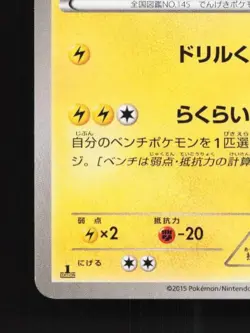 全国図鑑NO.145 でんげきポケモ
ドリルく
らくらい
じぶん
自分のベンチポケモンを1匹選
ジ。[ベンチは弱点・抵抗力の計算
弱点 抵抗力
×2 -20
にげる
©2015 Pokémon/Nintendo